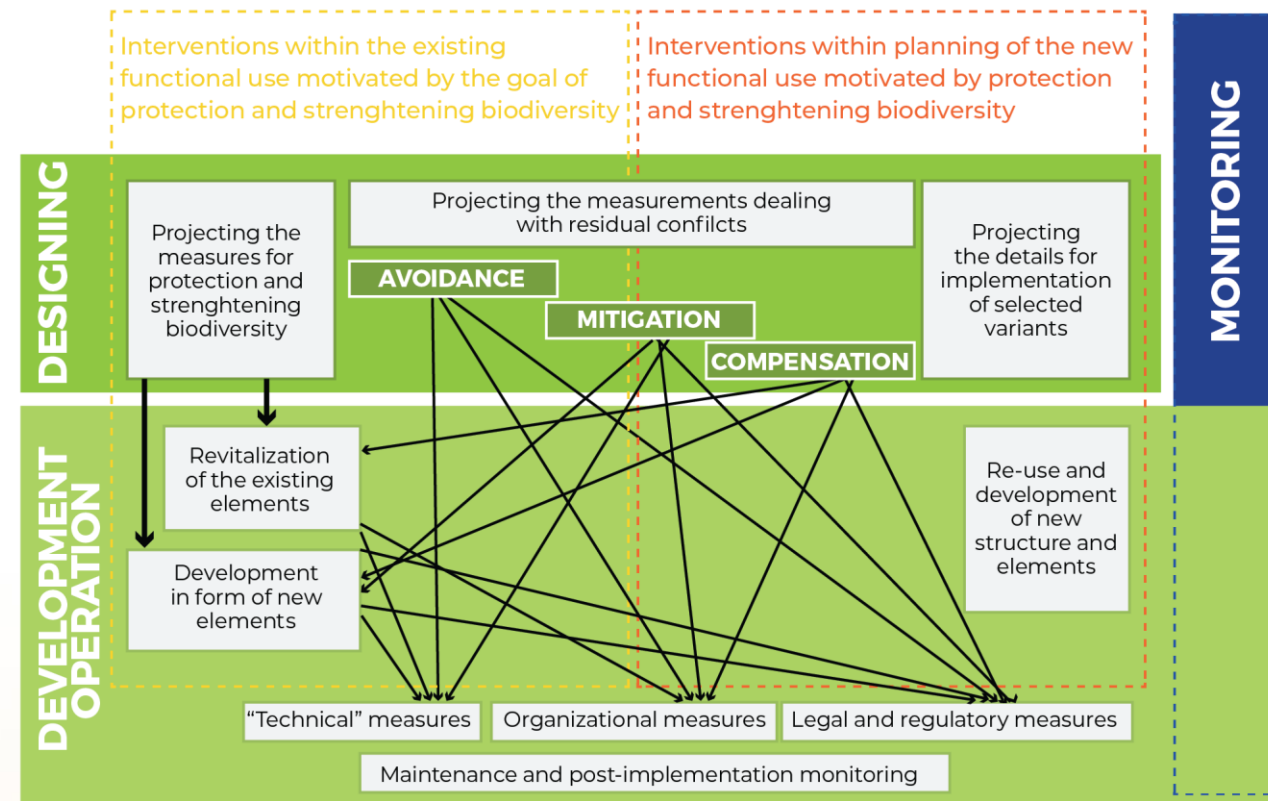 Interventions within the existing
functional use motivated by the goal of
protection and strenghtening biodiversity
Interventions within planning of the new
functional use motivated by protection
and strenghtening biodiversity
MONITORING
DESIGNING
Projecting the
measures for
protection and
strenghtening
biodiversity
Projecting the measurements dealing
with residual confilcts
AVOIDANCE
MITIGATION
COMPENSATION
Projecting
the details for
implementation
of selected
variants
DEVELOPMENT
OPERATION
Revitalization
of the existing
elements
Development
in form of new
elements
Re-use and
development
of new
structure and
elements
“Technical” measures
Organizational measures
Legal and regulatory measures
Maintenance and post-implementation monitoring